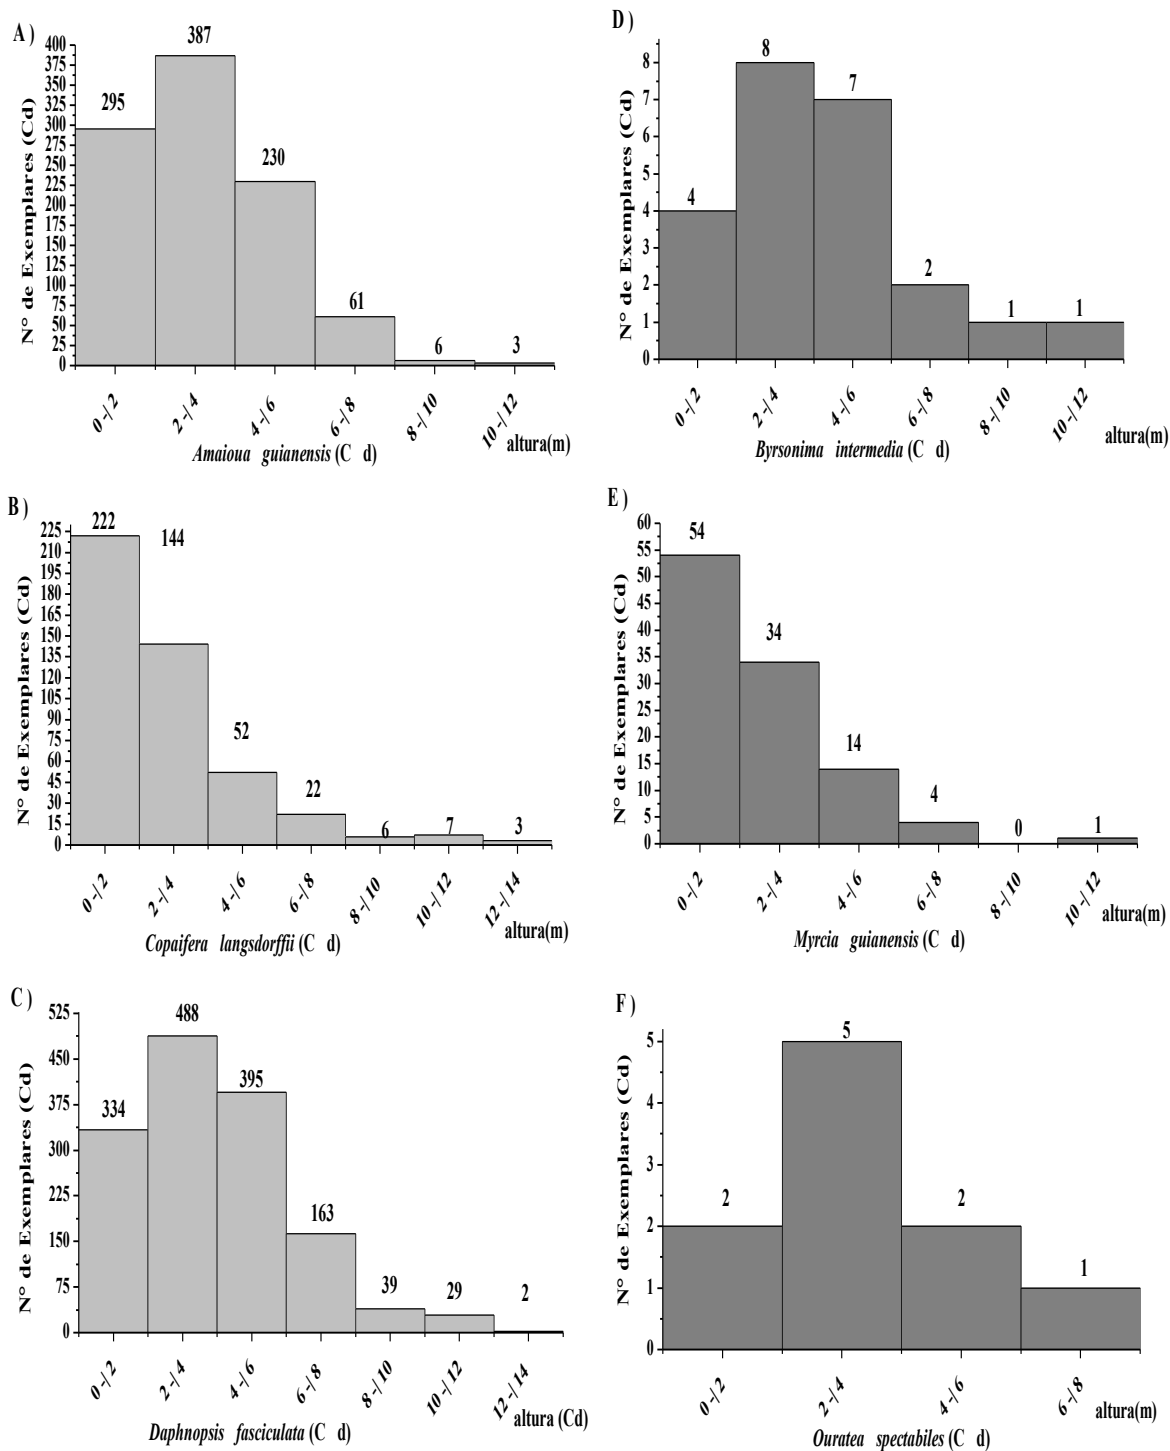 A)
N° de Exemplares (Cd)
400
375
350
325
300
275
250
225
200
175
150
125
100
75
50
25
0
295
387
230
61
6
3
0 -/ 2
2 -/ 4
4 -/ 6
6 -/ 8
8 -/ 10
10 -/ 12
altura(m)
Amaioua guianensis (C d)
B)
N° de Exemplares (Cd)
225
210
195
180
165
150
135
120
105
90
75
60
45
30
15
0
222
144
52
22
6
7
3
0 -/ 2
2 -/ 4
4 -/ 6
6 -/ 8
8 -/ 10
10 -/ 12
12 -/ 14
altura(m)
Copaifera langsdorffii (C d)
C)
N° de Exemplares (Cd)
525
450
375
300
225
150
75
0
334
488
395
163
39
29
2
0 -/ 2
2 -/ 4
4 -/ 6
6 -/ 8
8 -/ 10
10 -/ 12
12 -/ 14
altura (Cd)
Daphnopsis fasciculata (C d)
D)
N° de Exemplares (Cd)
8
7
6
5
4
3
2
1
0
4
8
7
2
1
1
0 -/ 2
2 -/ 4
4 -/ 6
6 -/ 8
8 -/ 10
10 -/ 12
altura(m)
Byrsonima intermedia (C d)
E)
N° de Exemplares (Cd)
60
55
50
45
40
35
30
25
20
15
10
5
0
54
34
14
4
0
1
0 -/ 2
2 -/ 4
4 -/ 6
6 -/ 8
8 -/ 10
10 -/ 12
altura(m)
Myrcia guianensis (C d)
F)
N° de Exemplares (Cd)
5
4
3
2
1
0
2
5
2
1
0 -/ 2
2 -/ 4
4 -/ 6
6 -/ 8
altura(m)
Ouratea spectabiles (C d)